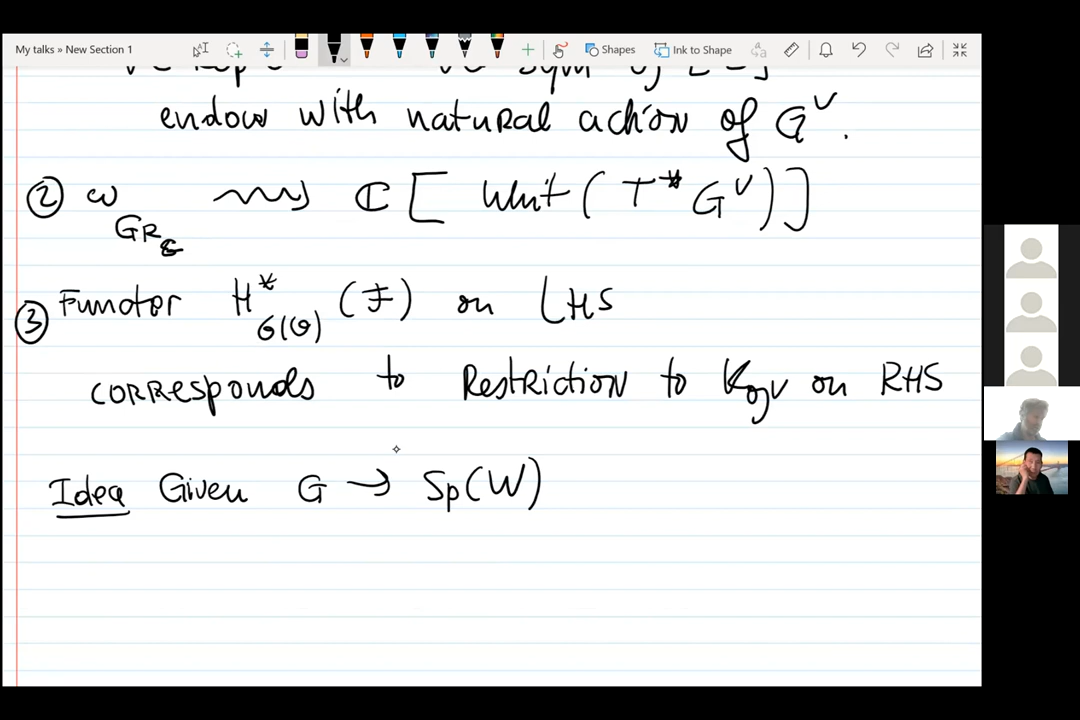 My talks » New Section 1
Shapes
Ink to Shape
of
endow with natural action of G^∨.
② ω_{GR_G} ⇝ ℂ[Whit(T*G^∨)]
③ Functor H*_{G(O)}(F) on LHS
corresponds to Restriction to K_{g^∨} on RHS
Idea Given G → Sp(W)